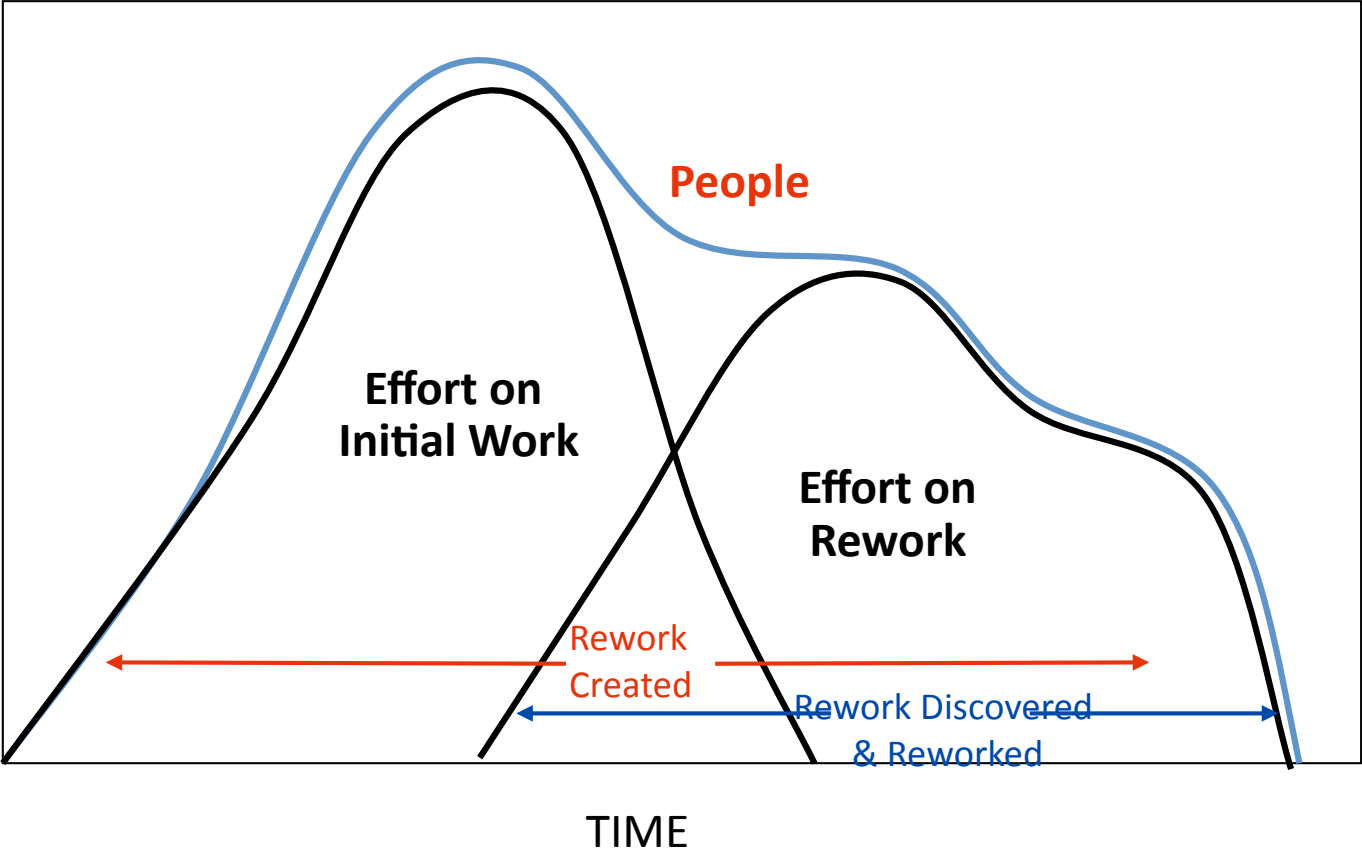 People
Effort on
Initial Work
Effort on
Rework
Rework
Created
Rework Discovered
& Reworked
TIME